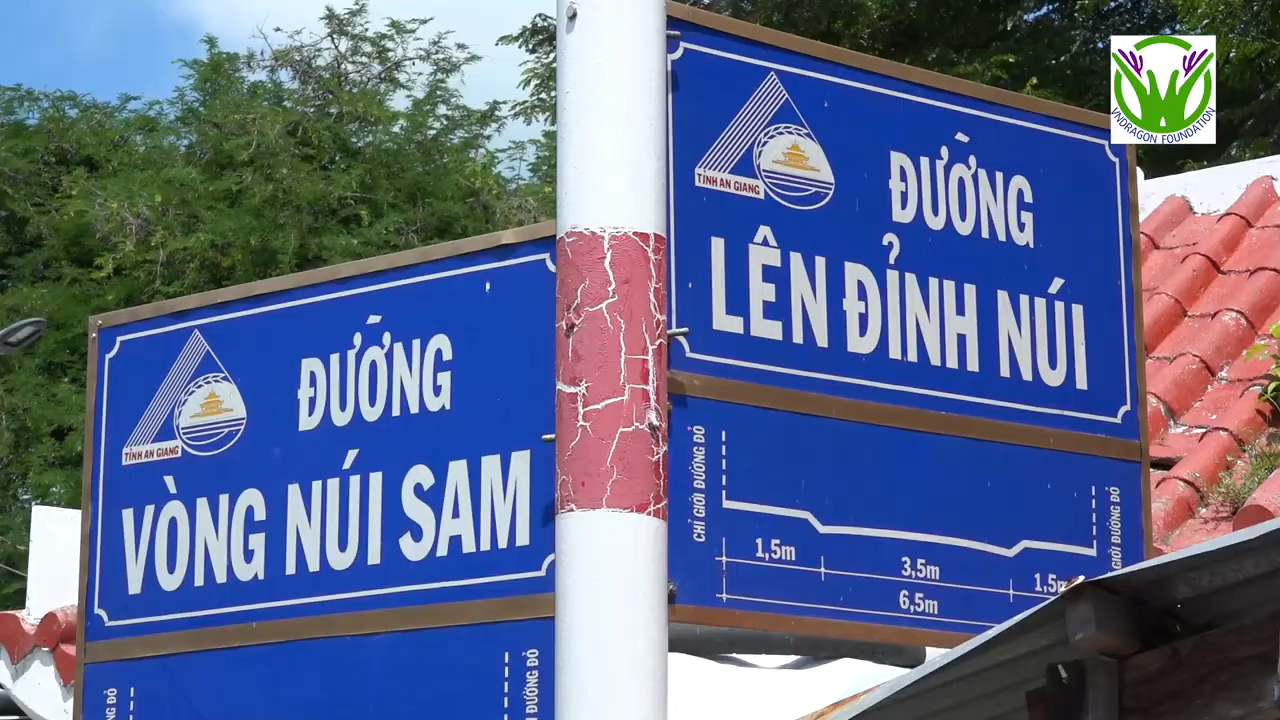 TỈNH AN GIANG
ĐƯỜNG
VÒNG NÚI SAM
ĐƯỜNG ĐỎ
TỈNH AN GIANG
ĐƯỜNG
LÊN ĐỈNH NÚI
CHỈ GIỚI ĐƯỜNG ĐỎ
GIỚI ĐƯỜNG ĐỎ
1,5m
3,5m
1,5m
6,5m
VNDRAGON FOUNDATION